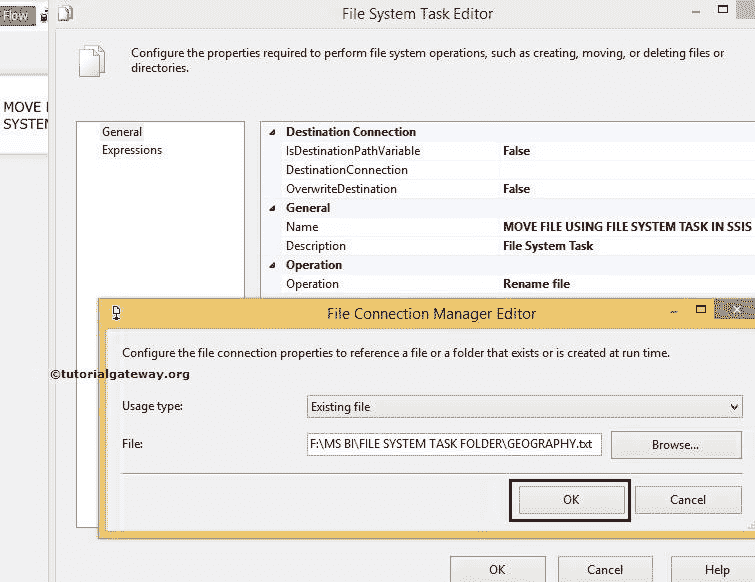 Flow
File System Task Editor
Configure the properties required to perform file system operations, such as creating, moving, or deleting files or
directories.
MOVE
SYSTEM
General
Expressions
Destination Connection
IsDestinationPathVariable False
DestinationConnection
OverwriteDestination False
General
Name MOVE FILE USING FILE SYSTEM TASK IN SSIS
Description File System Task
Operation
Operation Rename file
File Connection Manager Editor
Configure the file connection properties to reference a file or a folder that exists or is created at run time.
©tutorialgateway.org
Usage type: Existing file
File: F:\MS BI\FILE SYSTEM TASK FOLDER\GEOGRAPHY.txt Browse...
OK Cancel
OK Cancel Help